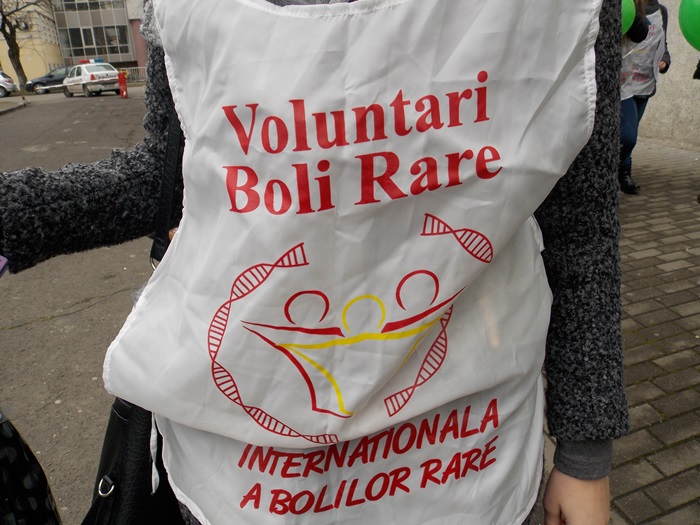 Voluntari
Boli Rare
INTERNATIONALA
A BOLILOR RARE